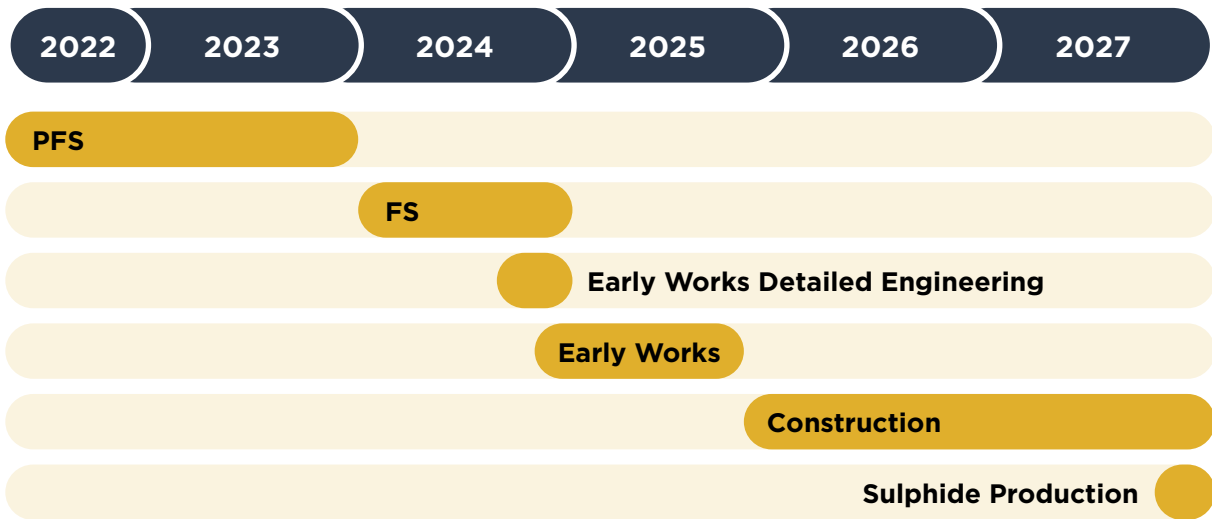 2022 2023 2024 2025 2026 2027
PFS
FS
Early Works Detailed Engineering
Early Works
Construction
Sulphide Production